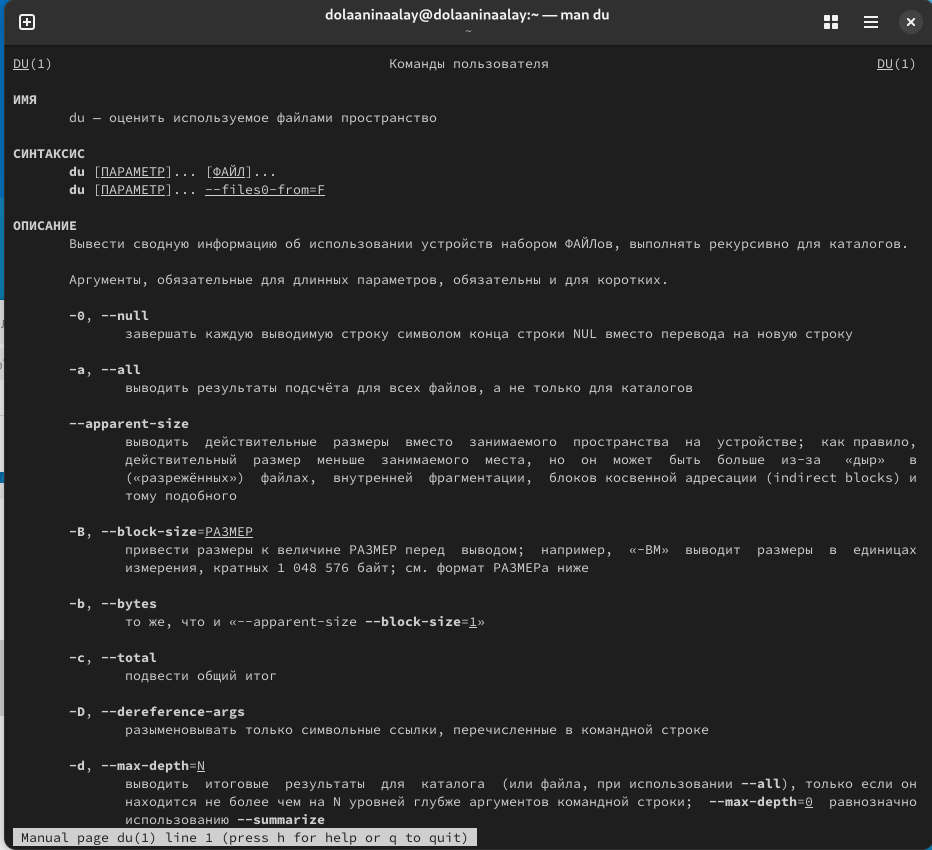 dolaaninaalay@dolaaninaalay:~ — man du
~
DU(1) Команды пользователя DU(1)
ИМЯ
du — оценить используемое файлами пространство
СИНТАКСИС
du [ПАРАМЕТР]... [ФАЙЛ]...
du [ПАРАМЕТР]... --files0-from=F
ОПИСАНИЕ
Вывести сводную информацию об использовании устройств набором ФАЙЛов, выполнять рекурсивно для каталогов.
Аргументы, обязательные для длинных параметров, обязательны и для коротких.
-0, --null
завершать каждую выводимую строку символом конца строки NUL вместо перевода на новую строку
-a, --all
выводить результаты подсчёта для всех файлов, а не только для каталогов
--apparent-size
выводить действительные размеры вместо занимаемого пространства на устройстве; как правило,
действительный размер меньше занимаемого места, но он может быть больше из-за «дыр» в
(«разрежённых») файлах, внутренней фрагментации, блоков косвенной адресации (indirect blocks) и
тому подобного
-B, --block-size=РАЗМЕР
привести размеры к величине РАЗМЕР перед выводом; например, «-BM» выводит размеры в единицах
измерения, кратных 1 048 576 байт; см. формат РАЗМЕРа ниже
-b, --bytes
то же, что и «--apparent-size --block-size=1»
-c, --total
подвести общий итог
-D, --dereference-args
разыменовывать только символьные ссылки, перечисленные в командной строке
-d, --max-depth=N
выводить итоговые результаты для каталога (или файла, при использовании --all), только если он
находится не более чем на N уровней глубже аргументов командной строки; --max-depth=0 равнозначно
использованию --summarize
Manual page du(1) line 1 (press h for help or q to quit)